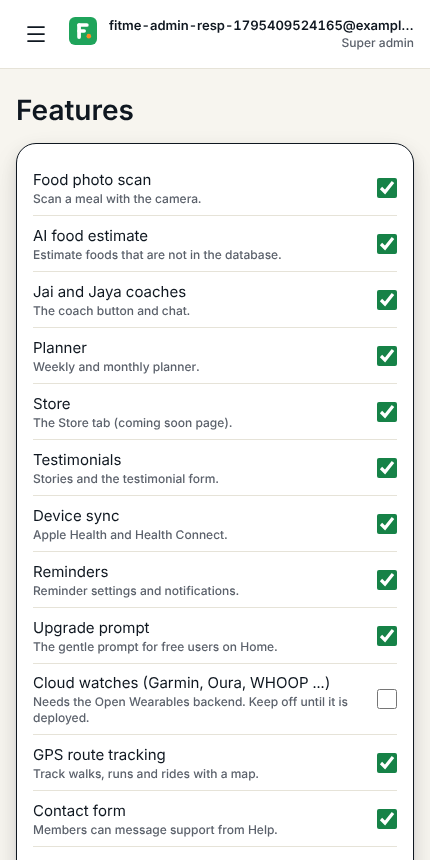 F
fitme-admin-resp-1795409524165@exampl...
Super admin
Features
Food photo scan
Scan a meal with the camera.
AI food estimate
Estimate foods that are not in the database.
Jai and Jaya coaches
The coach button and chat.
Planner
Weekly and monthly planner.
Store
The Store tab (coming soon page).
Testimonials
Stories and the testimonial form.
Device sync
Apple Health and Health Connect.
Reminders
Reminder settings and notifications.
Upgrade prompt
The gentle prompt for free users on Home.
Cloud watches (Garmin, Oura, WHOOP ...)
Needs the Open Wearables backend. Keep off until it is
deployed.
GPS route tracking
Track walks, runs and rides with a map.
Contact form
Members can message support from Help.